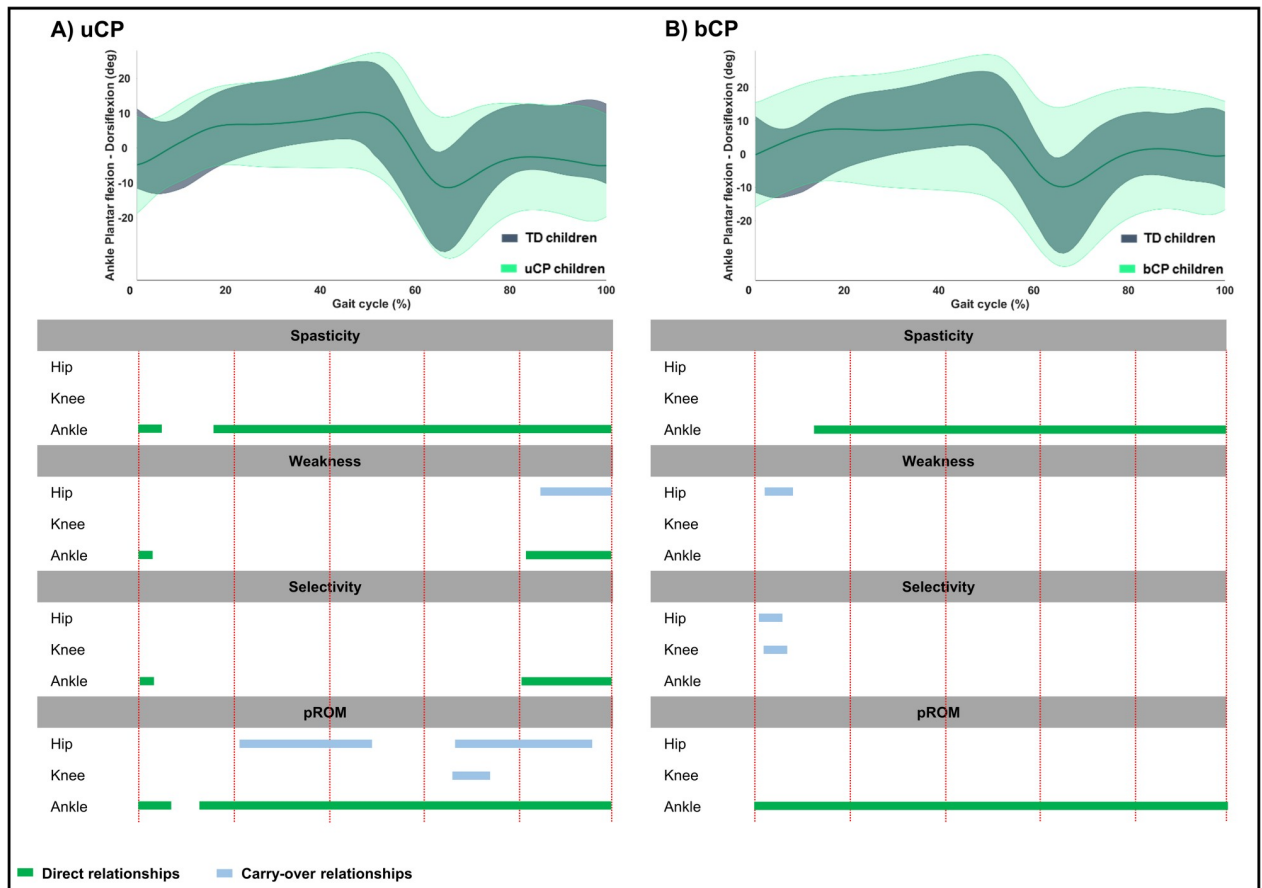 A) uCP
Ankle Plantar flexion - Dorsiflexion (deg)
20
10
0
-10
-20
TD children
uCP children
0 20 40 60 80 100
Gait cycle (%)
Spasticity
Hip
Knee
Ankle
Weakness
Hip
Knee
Ankle
Selectivity
Hip
Knee
Ankle
pROM
Hip
Knee
Ankle
B) bCP
Ankle Plantar flexion - Dorsiflexion (deg)
20
10
0
-10
-20
TD children
bCP children
0 20 40 60 80 100
Gait cycle (%)
Spasticity
Hip
Knee
Ankle
Weakness
Hip
Knee
Ankle
Selectivity
Hip
Knee
Ankle
pROM
Hip
Knee
Ankle
Direct relationships
Carry-over relationships